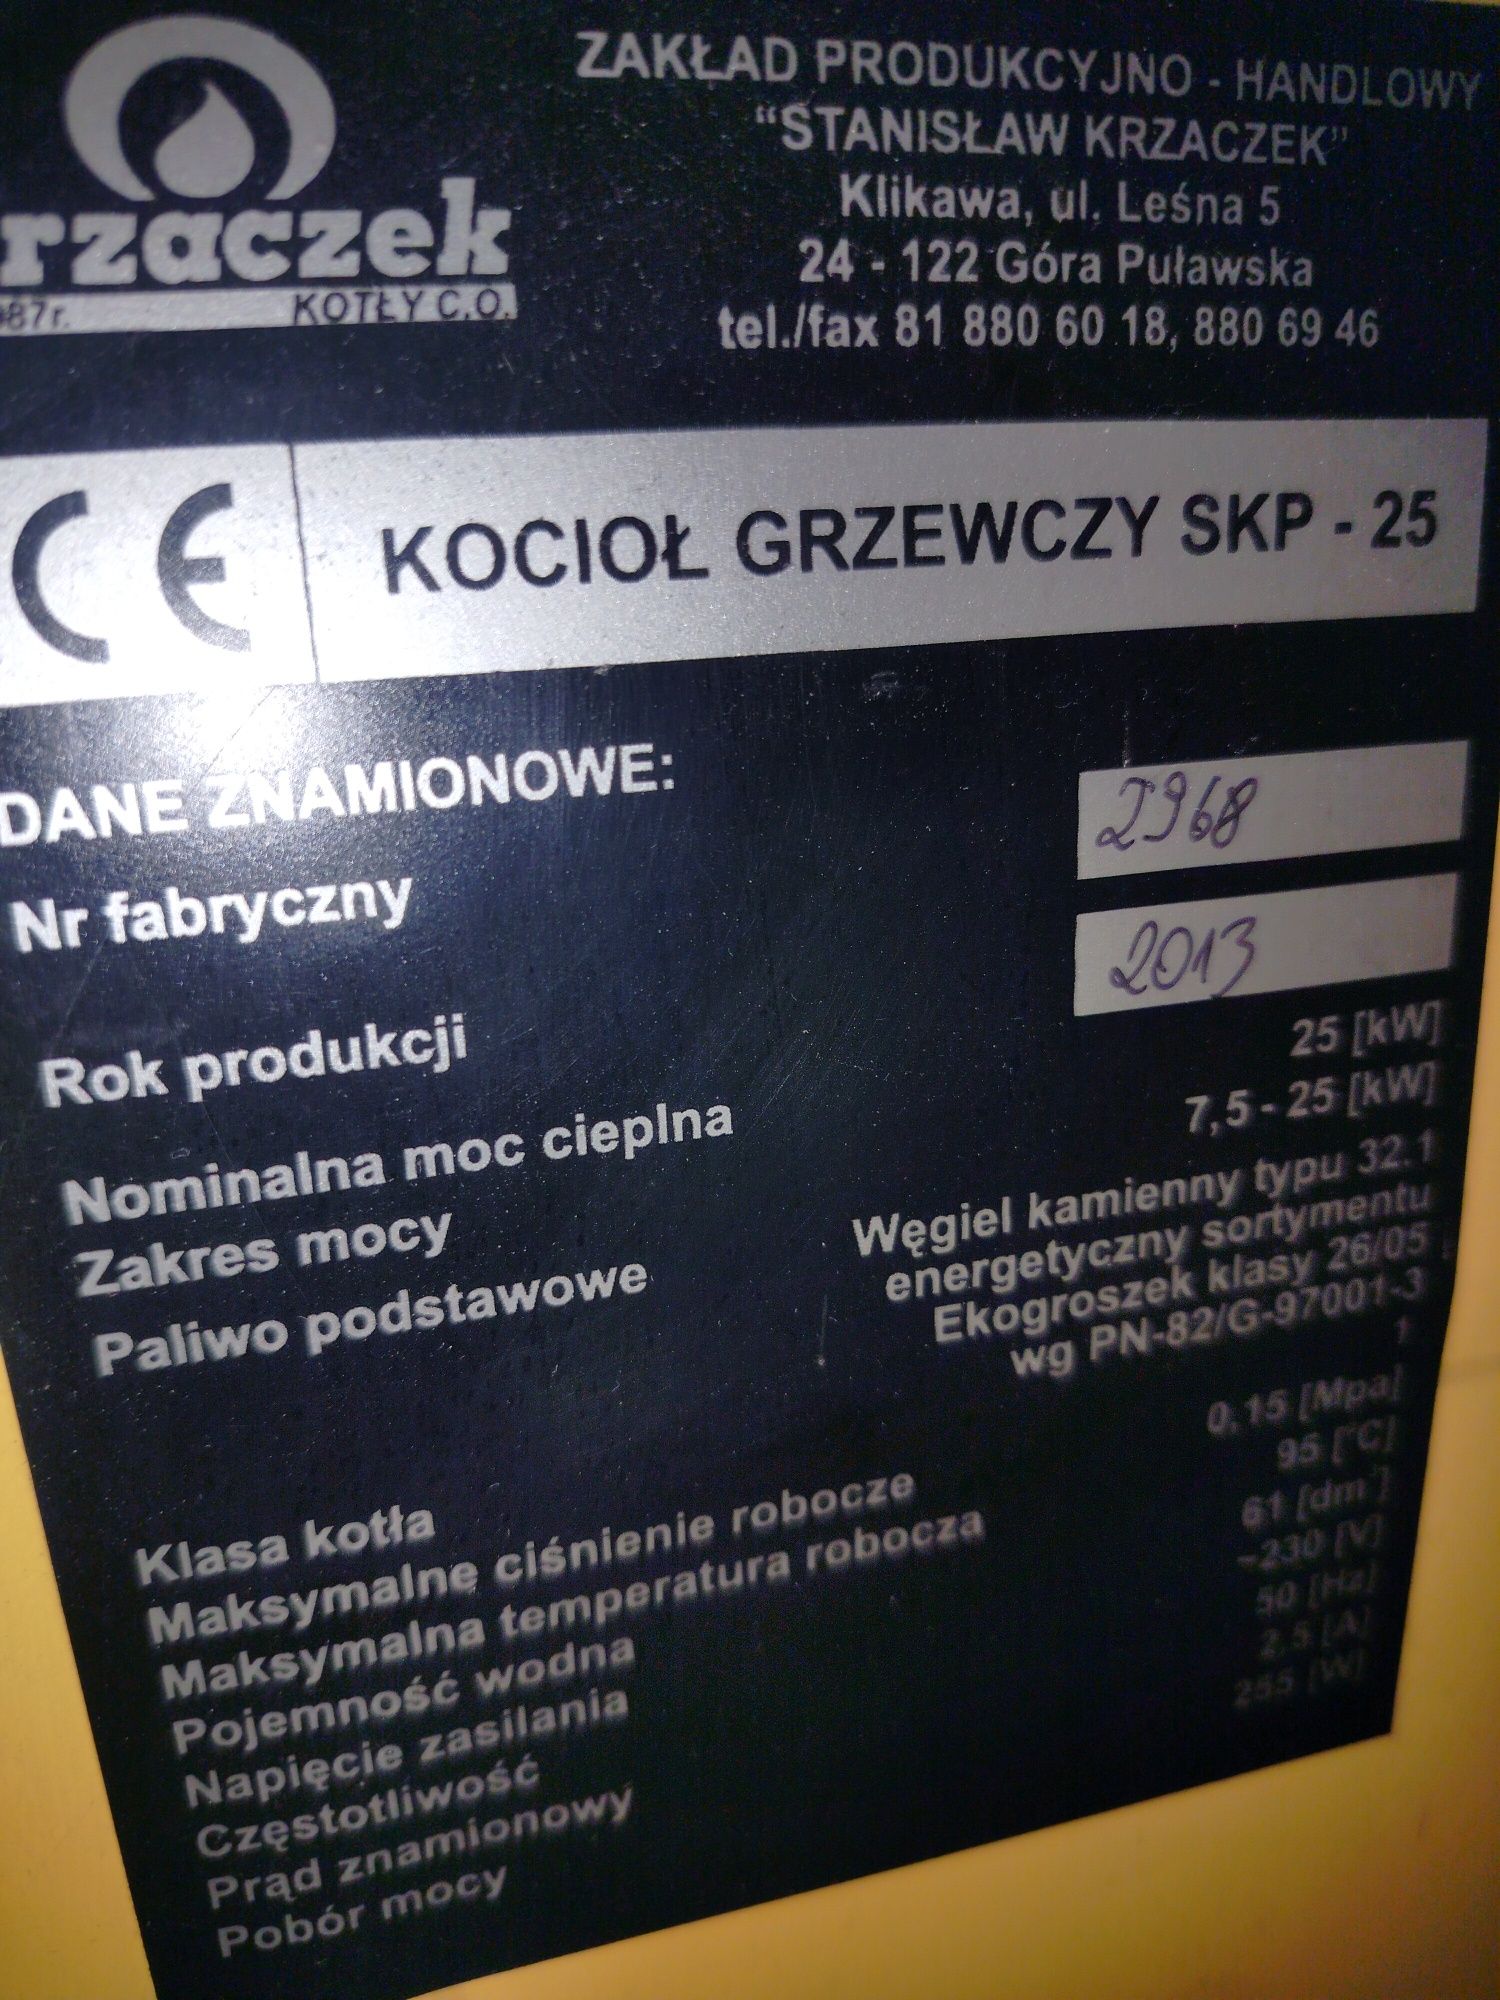 rzaczek
987r. KOTŁY C.O.
ZAKŁAD PRODUKCYJNO - HANDLOWY
“STANISŁAW KRZACZEK”
Klikawa, ul. Leśna 5
24 - 122 Góra Puławska
tel./fax 81 880 60 18, 880 69 46
CE KOCIOŁ GRZEWCZY SKP - 25
DANE ZNAMIONOWE:
Nr fabryczny 2968
Rok produkcji 2013
Nominalna moc cieplna 25 [kW]
Zakres mocy 7,5 - 25 [kW]
Paliwo podstawowe Węgiel kamienny typu 32.1
energetyczny sortymentu
Ekogroszek klasy 26/05
wg PN-82/G-97001-3
Klasa kotła 1
Maksymalne ciśnienie robocze 0,15 [Mpa]
Maksymalna temperatura robocza 95 [°C]
Pojemność wodna 61 [dm³]
Napięcie zasilania ~230 [V]
Częstotliwość 50 [Hz]
Prąd znamionowy 2,5 [A]
Pobór mocy 255 [W]